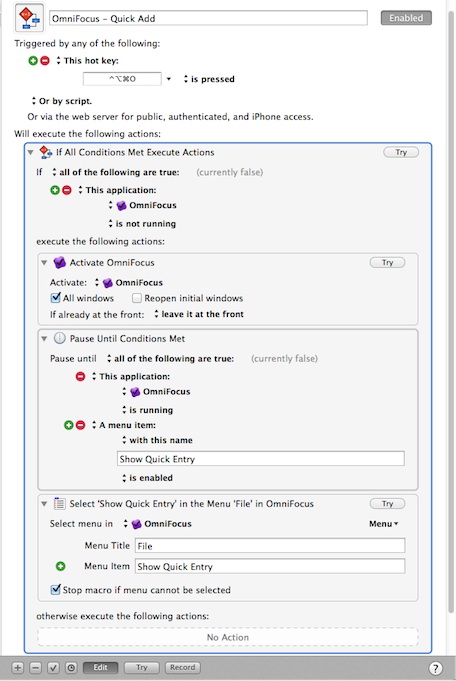 OmniFocus – Quick Add
Enabled
Triggered by any of the following:
This hot key:
^⌥⌘O is pressed
Or by script.
Or via the web server for public, authenticated, and iPhone access.
Will execute the following actions:
If All Conditions Met Execute Actions Try
If all of the following are true: (currently false)
This application:
OmniFocus
is not running
execute the following actions:
Activate OmniFocus Try
Activate: OmniFocus
All windows Reopen initial windows
If already at the front: leave it at the front
Pause Until Conditions Met
Pause until all of the following are true: (currently false)
This application:
OmniFocus
is running
A menu item:
with this name
Show Quick Entry
is enabled
Select 'Show Quick Entry' in the Menu 'File' in OmniFocus Try
Select menu in OmniFocus Menu
Menu Title File
Menu Item Show Quick Entry
Stop macro if menu cannot be selected
otherwise execute the following actions:
No Action
Edit Try Record ?